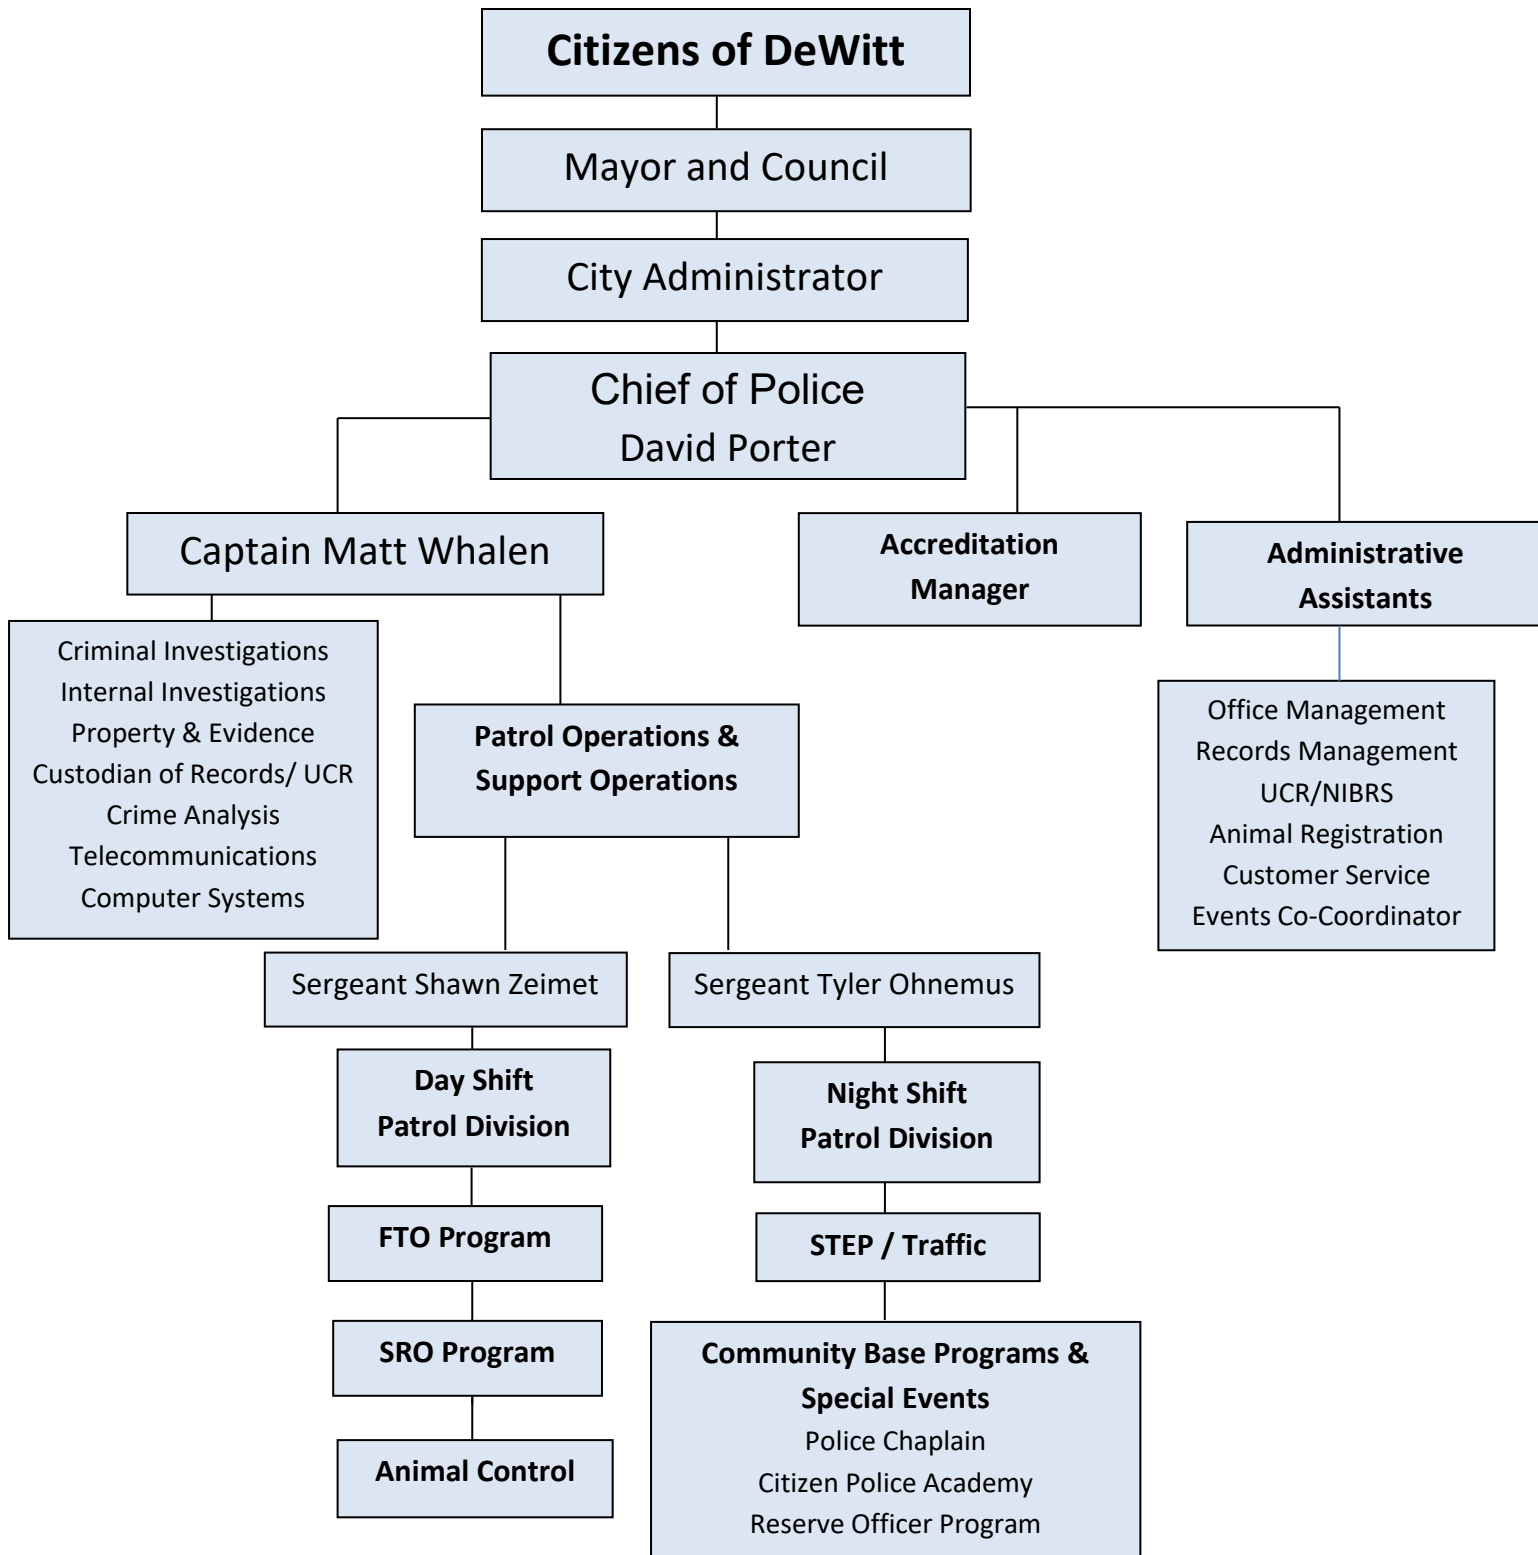 Citizens of DeWitt
Mayor and Council
City Administrator
Chief of Police
David Porter
Captain Matt Whalen
Accreditation
Manager
Administrative
Assistants
Criminal Investigations
Internal Investigations
Property & Evidence
Custodian of Records/ UCR
Crime Analysis
Telecommunications
Computer Systems
Patrol Operations &
Support Operations
Office Management
Records Management
UCR/NIBRS
Animal Registration
Customer Service
Events Co-Coordinator
Sergeant Shawn Zeimet
Sergeant Tyler Ohnemus
Day Shift
Patrol Division
Night Shift
Patrol Division
FTO Program
STEP / Traffic
SRO Program
Animal Control
Community Base Programs &
Special Events
Police Chaplain
Citizen Police Academy
Reserve Officer Program